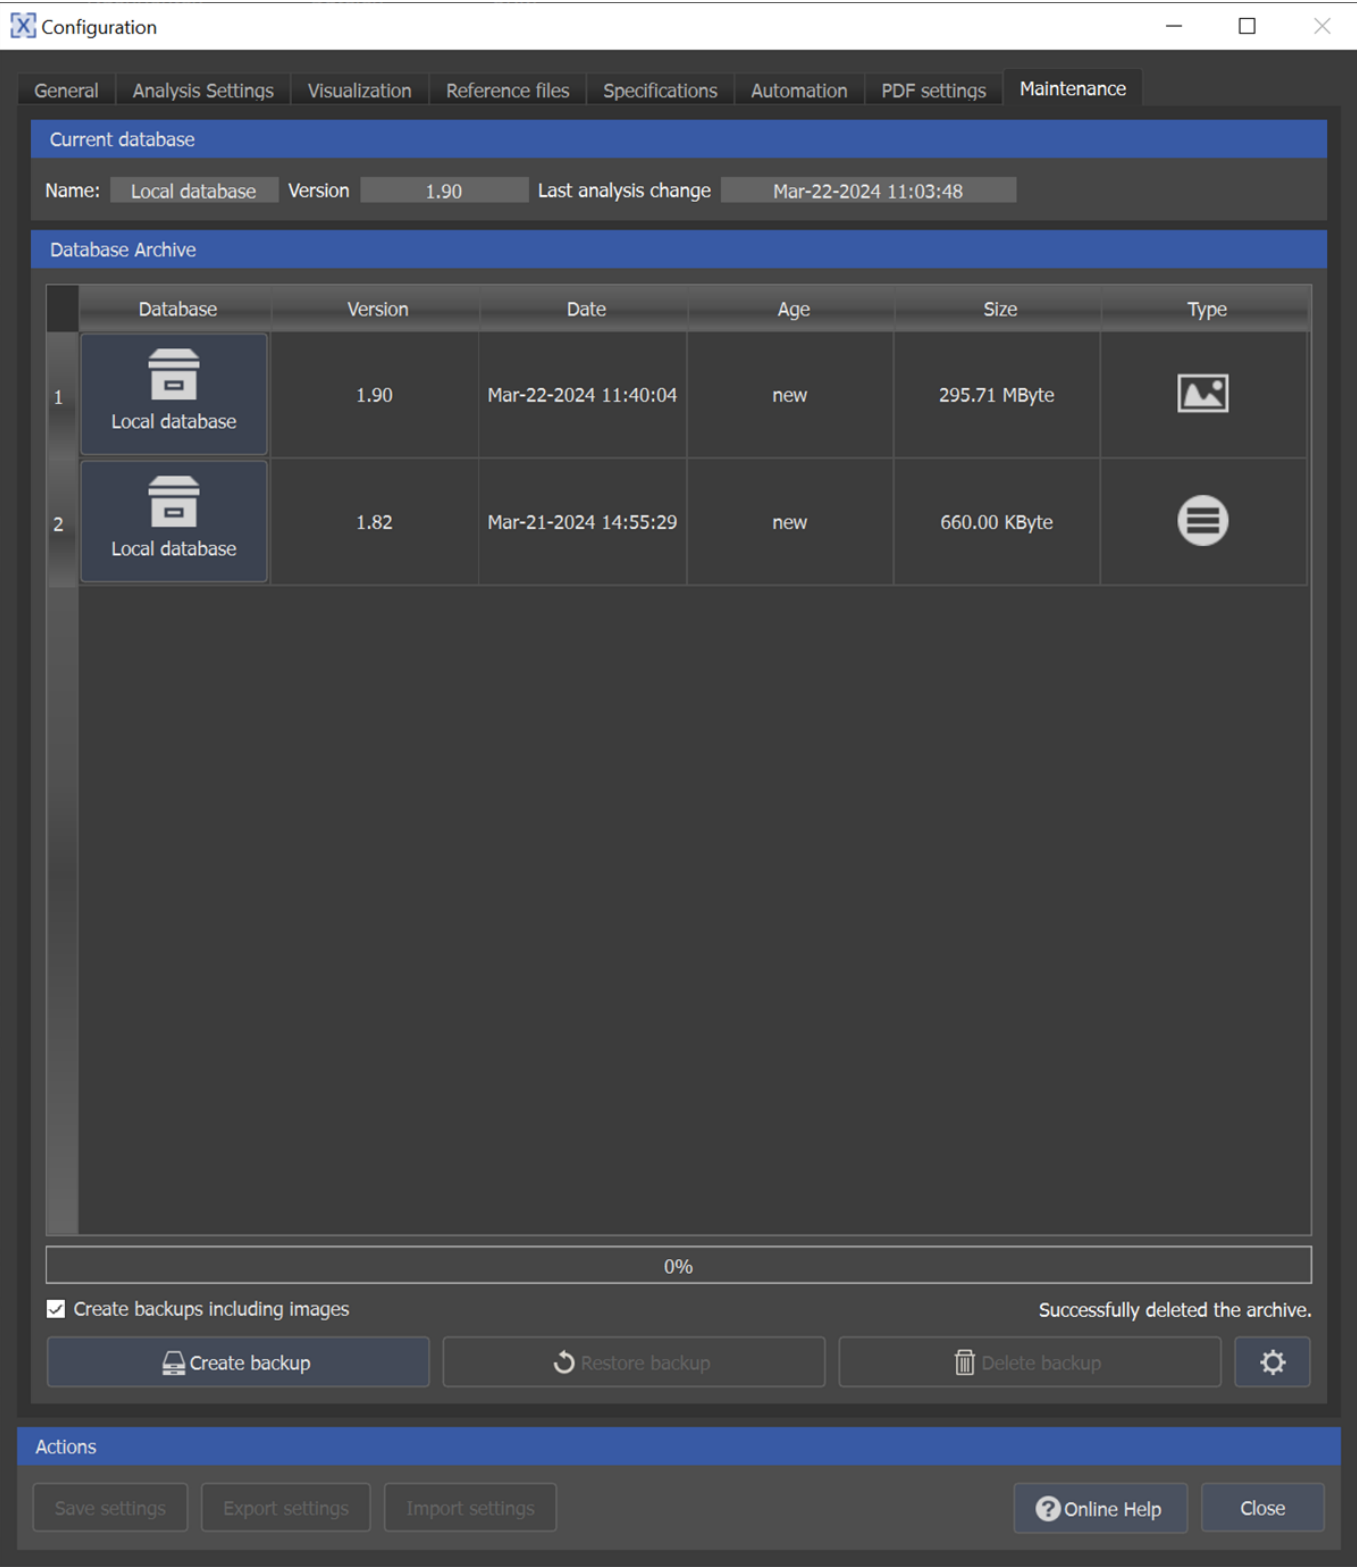 Configuration
General Analysis Settings Visualization Reference files Specifications Automation PDF settings Maintenance
Current database
Name: Local database Version 1.90 Last analysis change Mar-22-2024 11:03:48
Database Archive
Database Version Date Age Size Type
1 Local database 1.90 Mar-22-2024 11:40:04 new 295.71 MByte
2 Local database 1.82 Mar-21-2024 14:55:29 new 660.00 KByte
0%
Create backups including images Successfully deleted the archive.
Create backup Restore backup Delete backup
Actions
Save settings Export settings Import settings Online Help Close